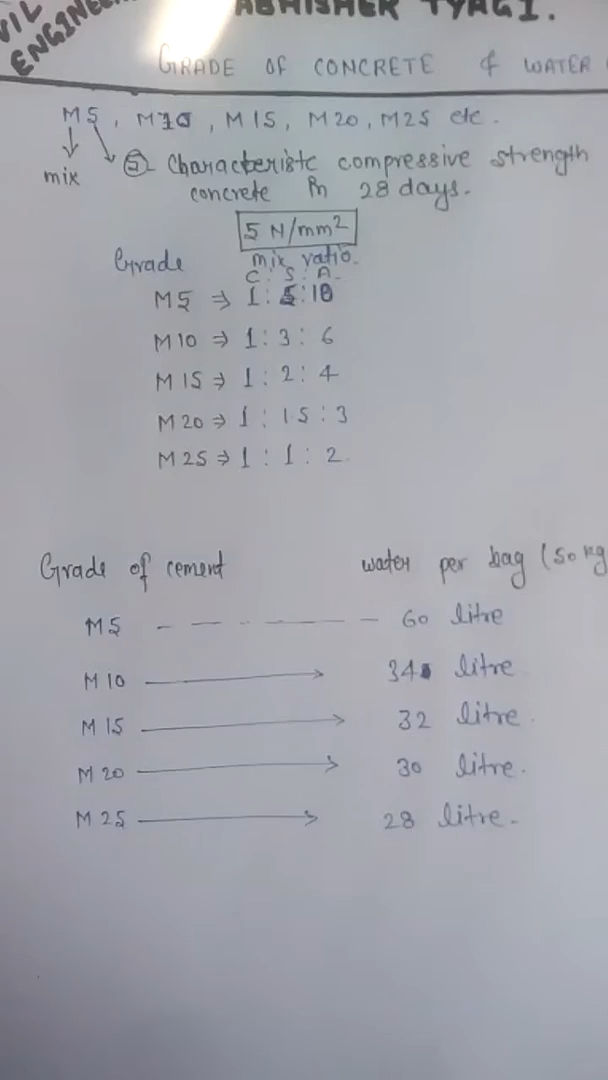 CIVIL ENGINEER
ABHISHEK TYAGI.
GRADE OF CONCRETE & WATER
M5, M10, M15, M20, M25 etc.
mix
5 Characteristc compressive strength
concrete in 28 days.
5 N/mm²
Grade mix ratio.
C. S. A.
M5 ⇒ 1:5:10
M10 ⇒ 1:3:6
M15 ⇒ 1:2:4
M20 ⇒ 1:1.5:3
M25 ⇒ 1:1:2.
Grade of cement water per bag (50 kg
M5 60 litre
M10 34 litre
M15 32 litre.
M20 30 litre.
M25 28 litre.